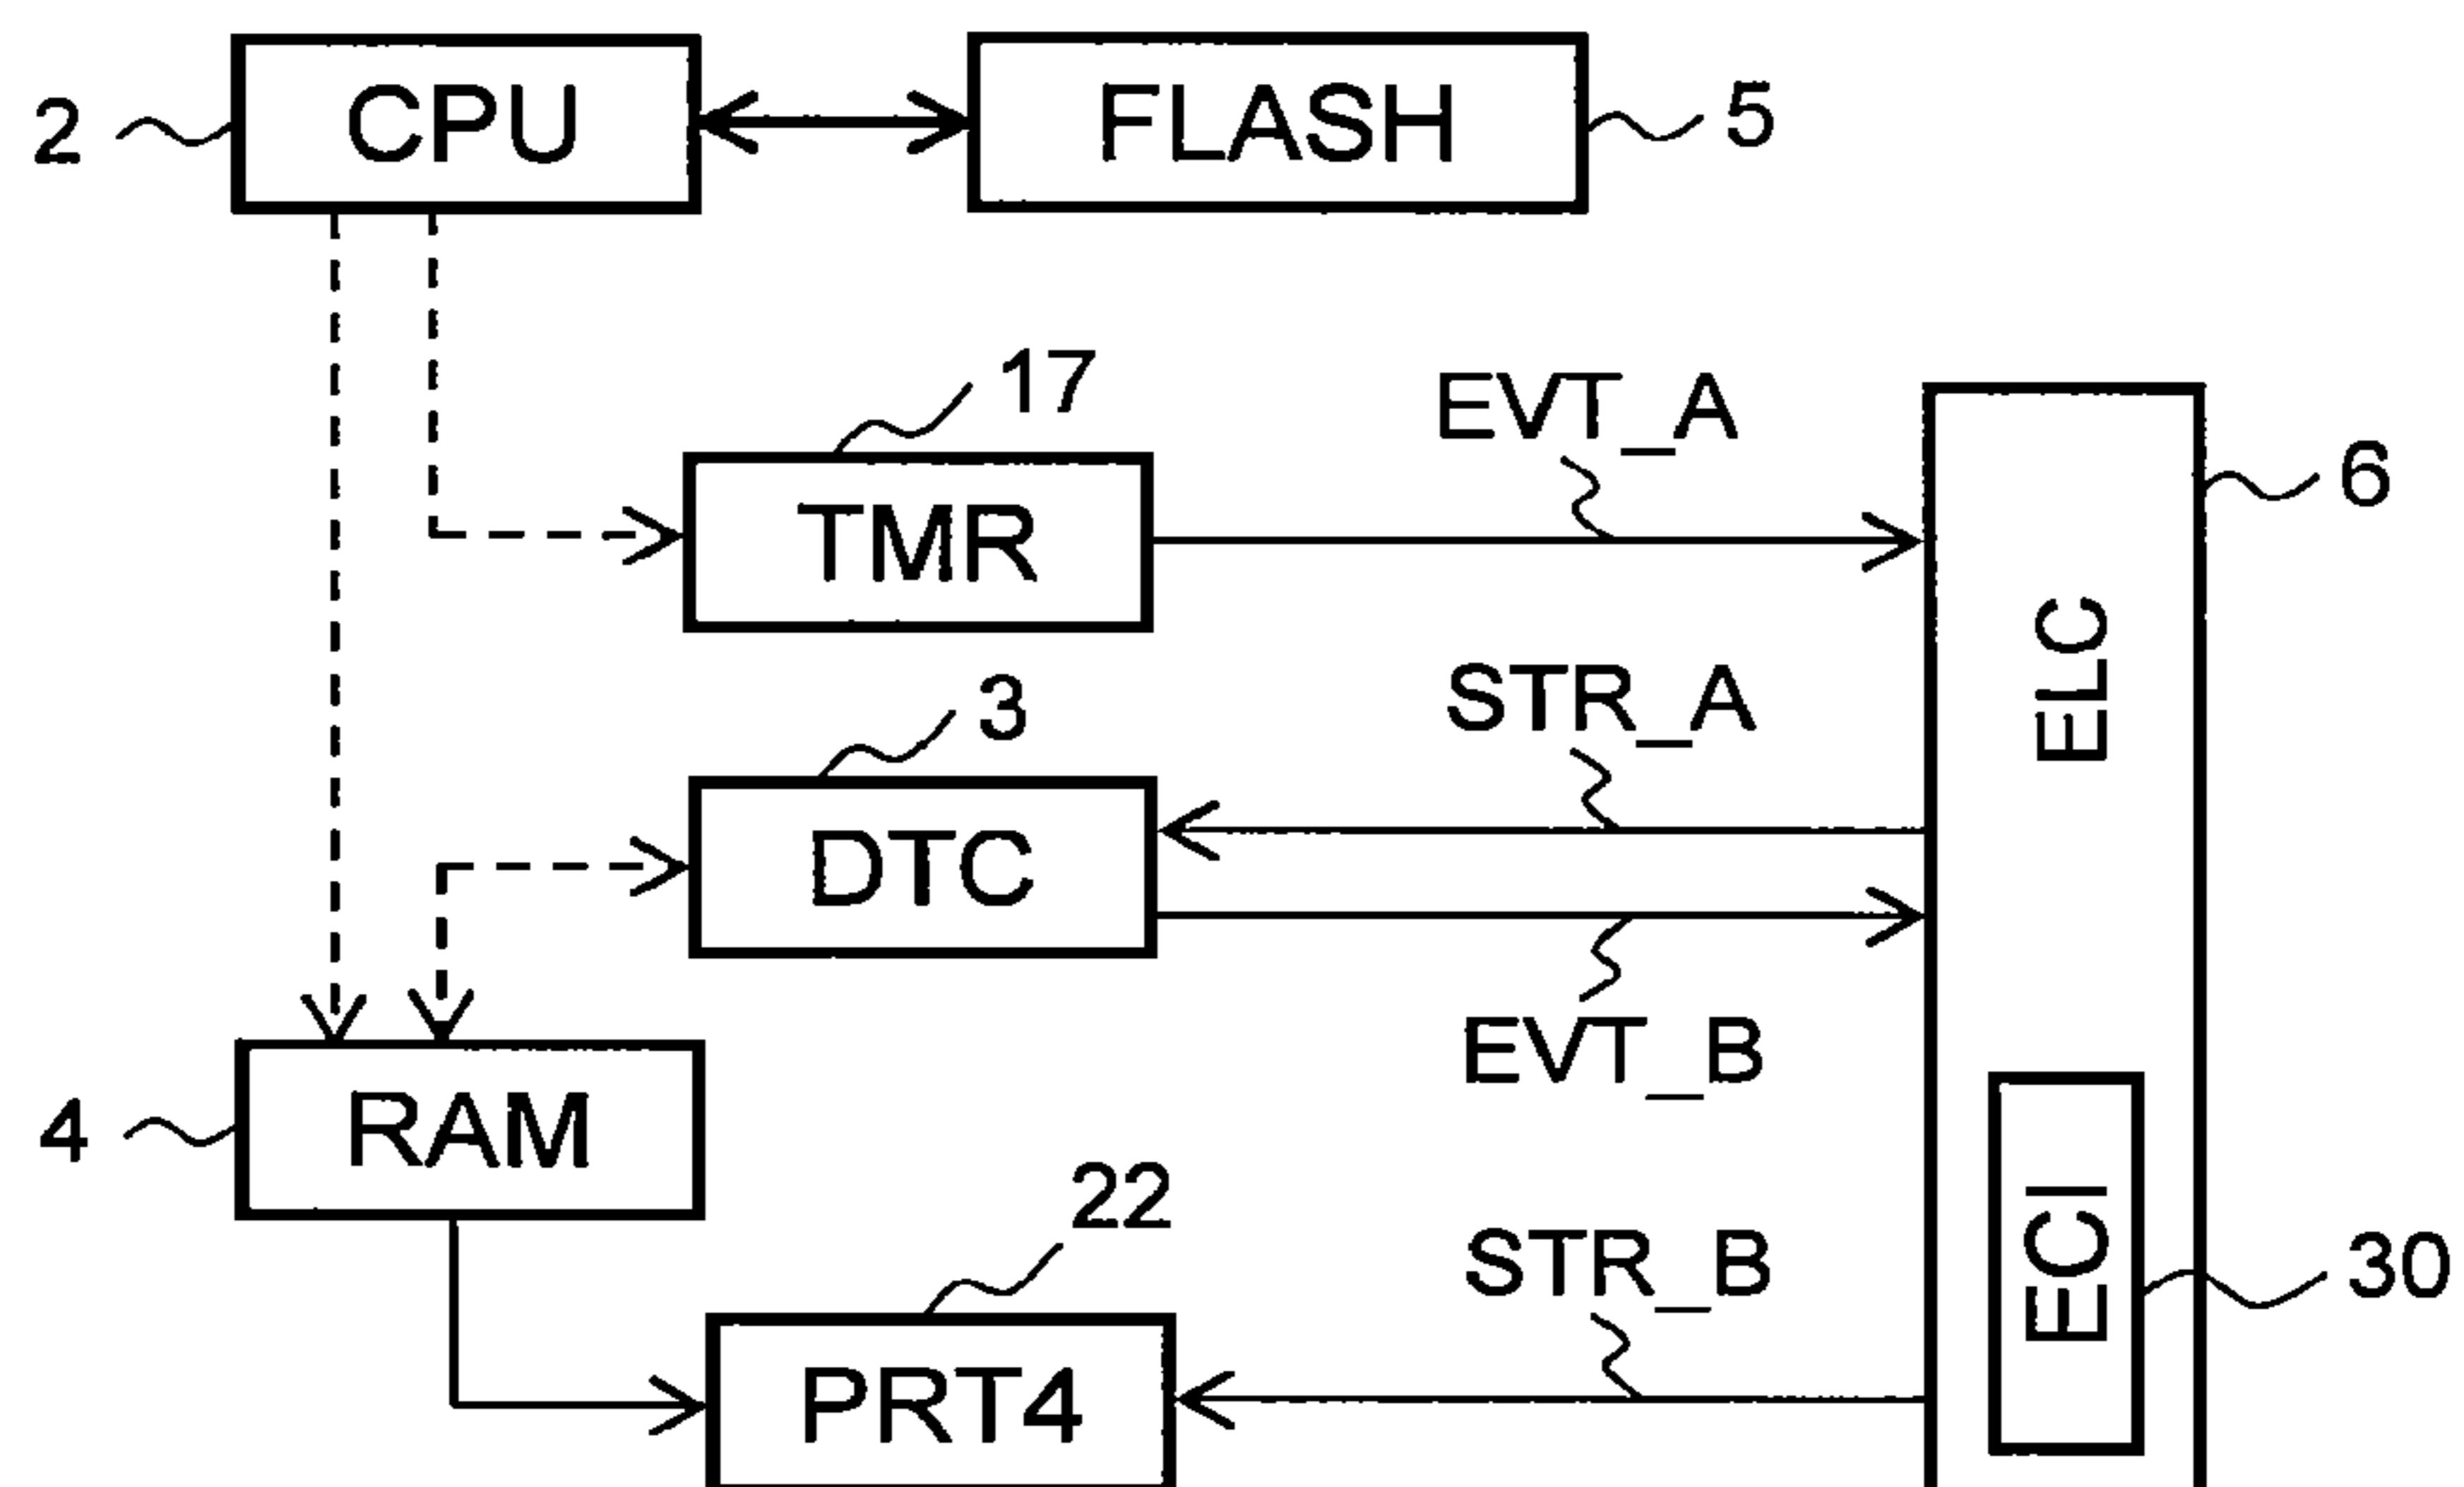 2
CPU
FLASH
5
17
EVT_A
6
TMR
ELC
STR_A
3
DTC
EVT_B
4
RAM
22
ECI
STR_B
30
PRT4